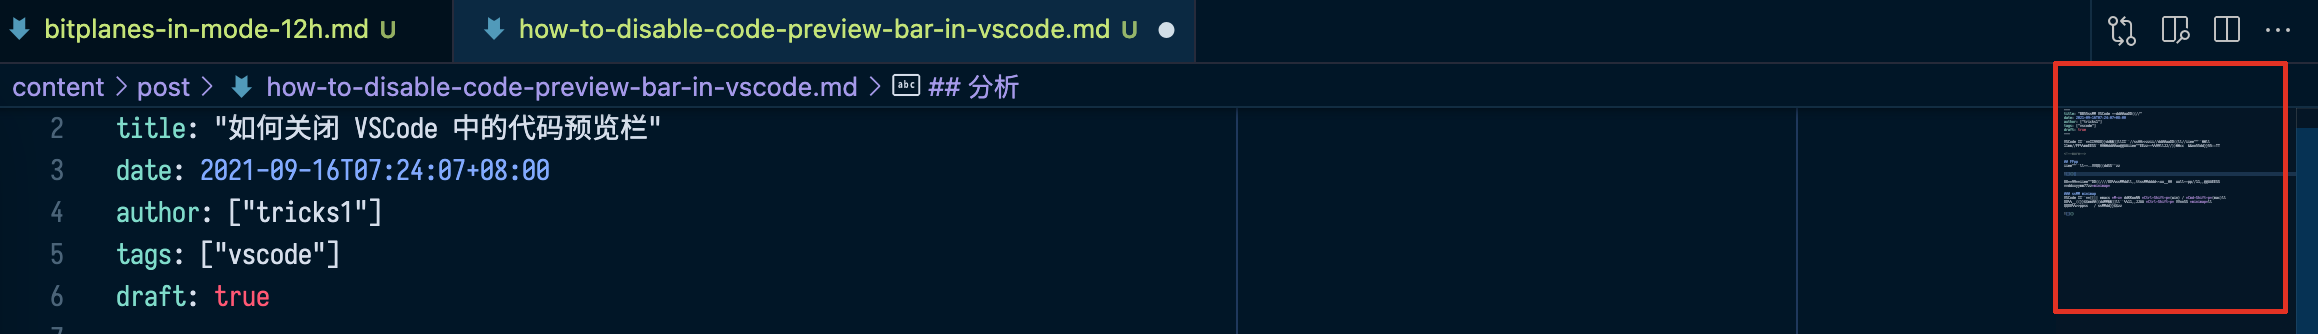 bitplanes-in-mode-12h.md U
how-to-disable-code-preview-bar-in-vscode.md U
content > post > how-to-disable-code-preview-bar-in-vscode.md > abc ## 分析
2 title: "如何关闭 VSCode 中的代码预览栏"
3 date: 2021-09-16T07:24:07+08:00
4 author: ["tricks1"]
5 tags: ["vscode"]
6 draft: true
7